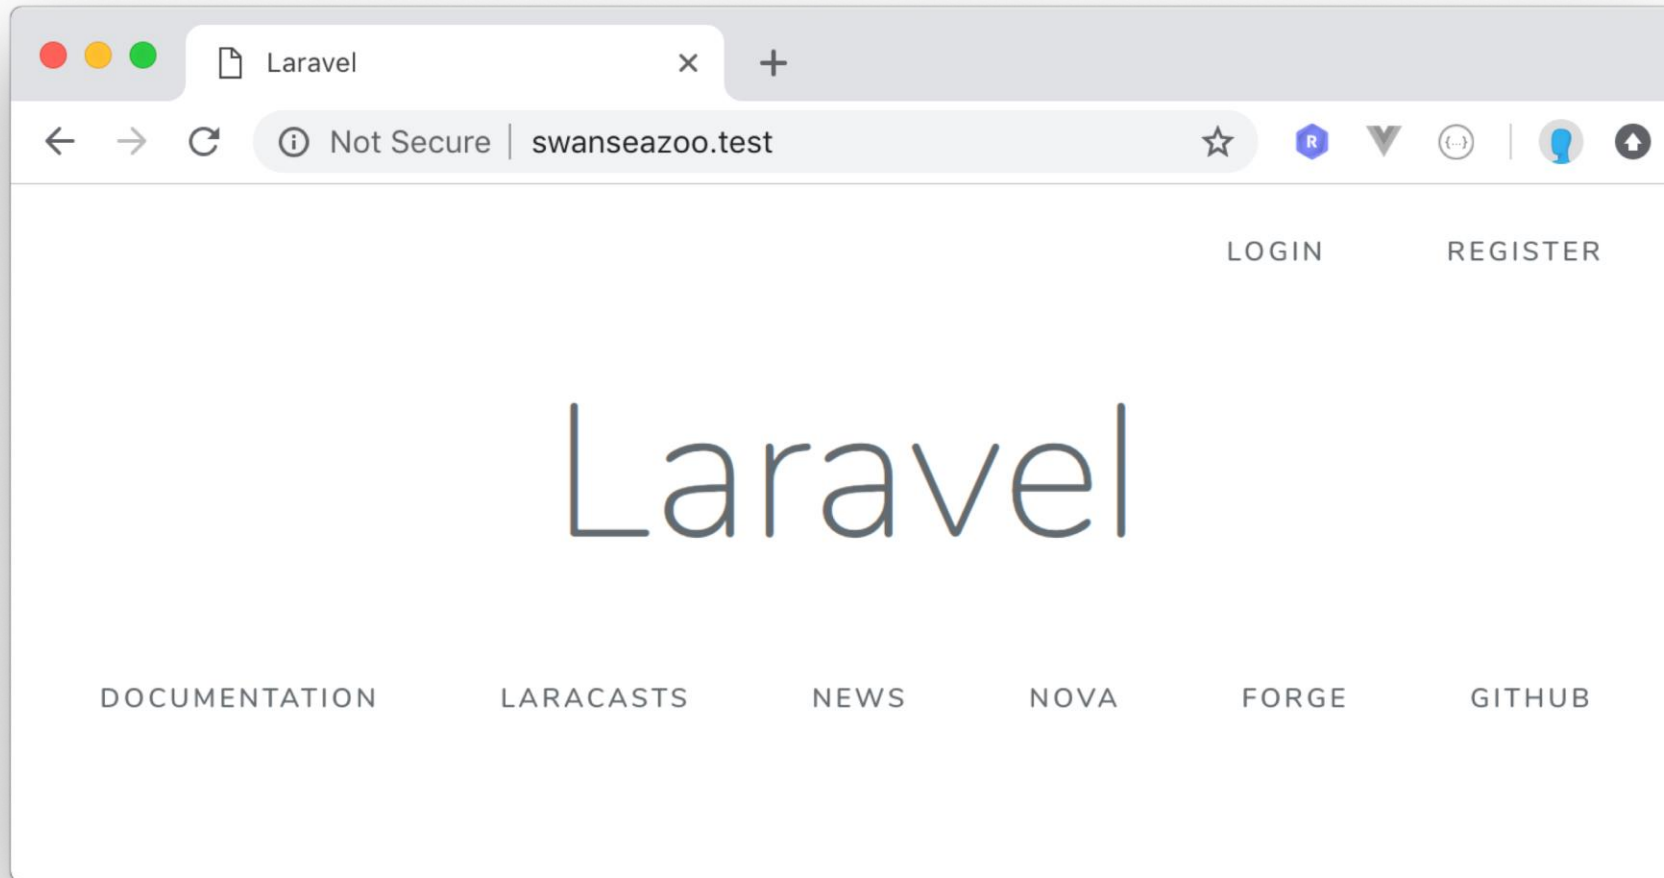 Laravel
Not Secure | swanseazoo.test
R
{...}
LOGIN REGISTER
Laravel
DOCUMENTATION LARACASTS NEWS NOVA FORGE GITHUB